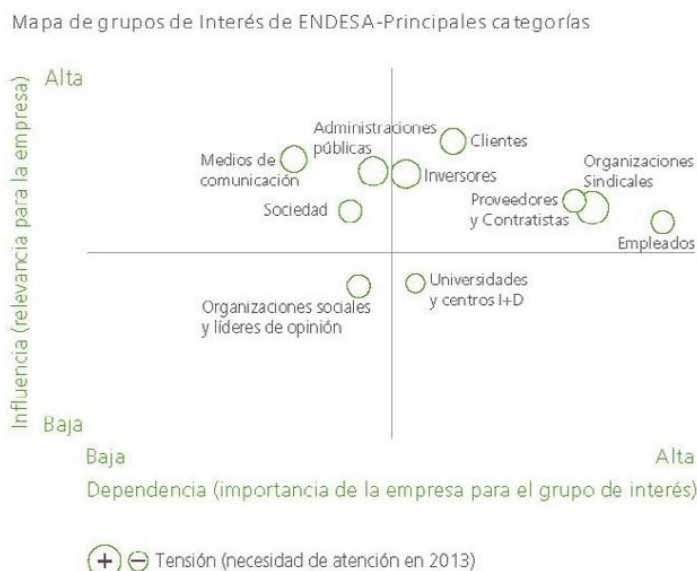 Mapa de grupos de Interés de ENDESA-Principales categorías
Influencia (relevancia para la empresa)
Alta
Administraciones
públicas
Clientes
Medios de
comunicación
Inversores
Organizaciones
Sindicales
Sociedad
Proveedores
y Contratistas
Empleados
Organizaciones sociales
y líderes de opinión
Universidades
y centros I+D
Baja
Baja
Alta
Dependencia (importancia de la empresa para el grupo de interés)
+ − Tensión (necesidad de atención en 2013)